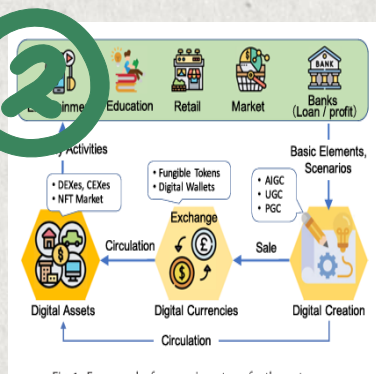 2
Education
Retail
Market
BANK
Banks
(Loan / profit)
Activities
Basic Elements,
Scenarios
• DEXes, CEXes
• NFT Market
• Fungible Tokens
• Digital Wallets
• AIGC
• UGC
• PGC
Exchange
Circulation
Sale
Digital Assets
Digital Currencies
Digital Creation
Circulation